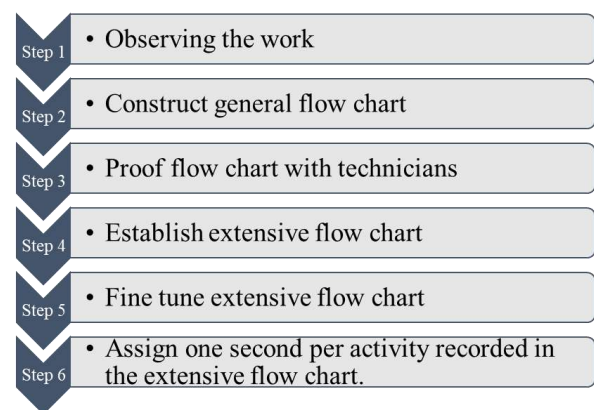 Step 1
• Observing the work
Step 2
• Construct general flow chart
Step 3
• Proof flow chart with technicians
Step 4
• Establish extensive flow chart
Step 5
• Fine tune extensive flow chart
Step 6
• Assign one second per activity recorded in
the extensive flow chart.